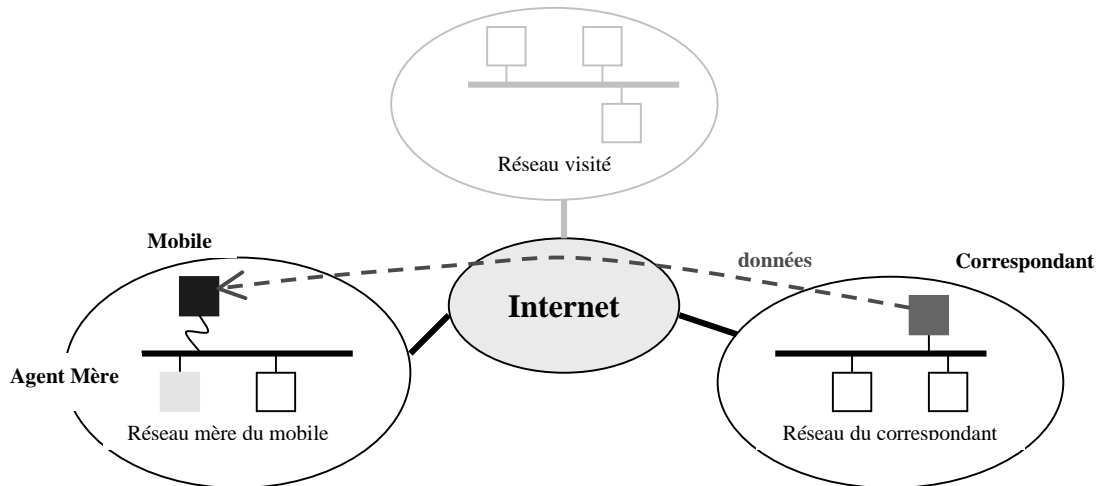 Réseau visité
Mobile
données
Correspondant
Internet
Agent Mère
Réseau mère du mobile
Réseau du correspondant